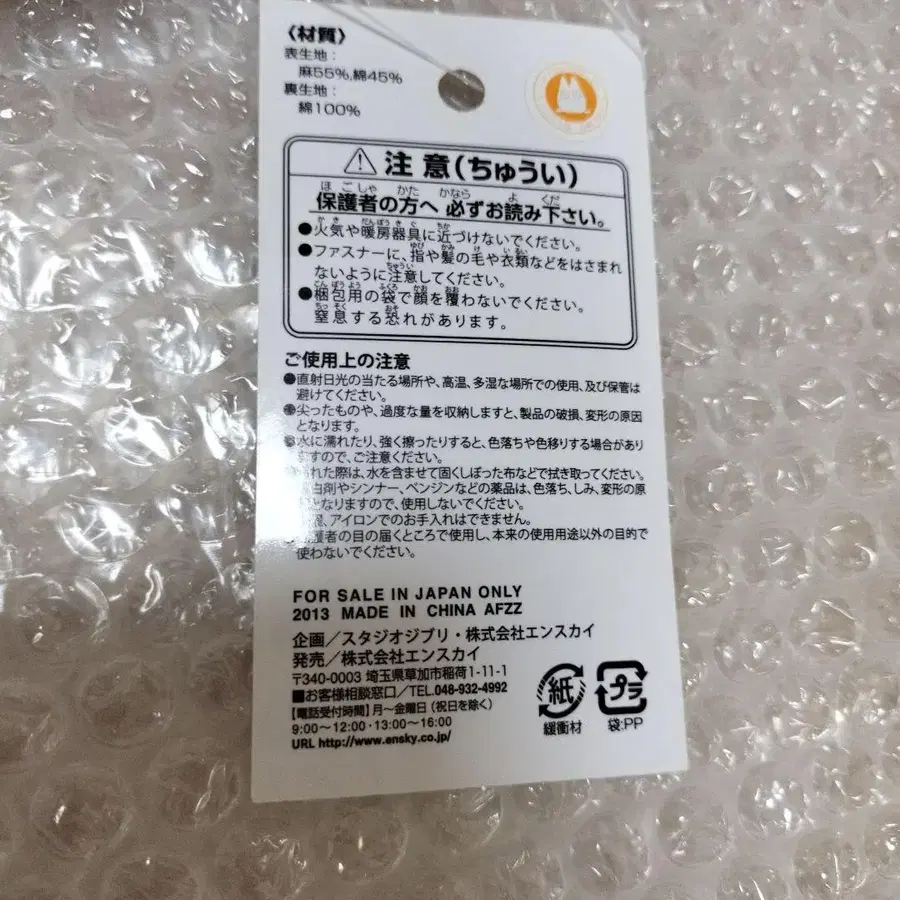 〈材質〉
表生地：
麻55%,綿45%
裏生地：
綿100%
注意(ちゅうい)
保護者の方へ 必ずお読み下さい。
●火気や暖房器具に近づけないでください。
●ファスナーに、指や髪の毛や衣類などをはさまれ
ないように注意してください。
●梱包用の袋で顔を覆わないでください。
窒息する恐れがあります。
ご使用上の注意
●直射日光の当たる場所や、高温、多湿な場所での使用、及び保管は
避けてください。
●尖ったものや、過度な量を収納しますと、製品の破損、変形の原因
となります。
●水に濡れたり、強く擦ったりすると、色落ちや色移りする場合があり
ますので、ご注意ください。
れた際は、水を含ませて固くしぼった布などで拭き取ってください。
白剤やシンナー、ベンジンなどの薬品は、色落ち、しみ、変形の原
となりますので、使用しないでください。
、アイロンでのお手入れはできません。
護者の目の届くところで使用し、本来の使用用途以外の目的で
使わないでください。
FOR SALE IN JAPAN ONLY
2013 MADE IN CHINA AFZZ
企画／スタジオジブリ・株式会社エンスカイ
発売／株式会社エンスカイ
〒340-0003 埼玉県草加市稲荷1-11-1
■お客様相談窓口／TEL.048-932-4992
【電話受付時間】月～金曜日（祝日を除く）
9:00～12:00・13:00～16:00
URL http://www.ensky.co.jp/
紙
緩衝材
プラ
袋:PP